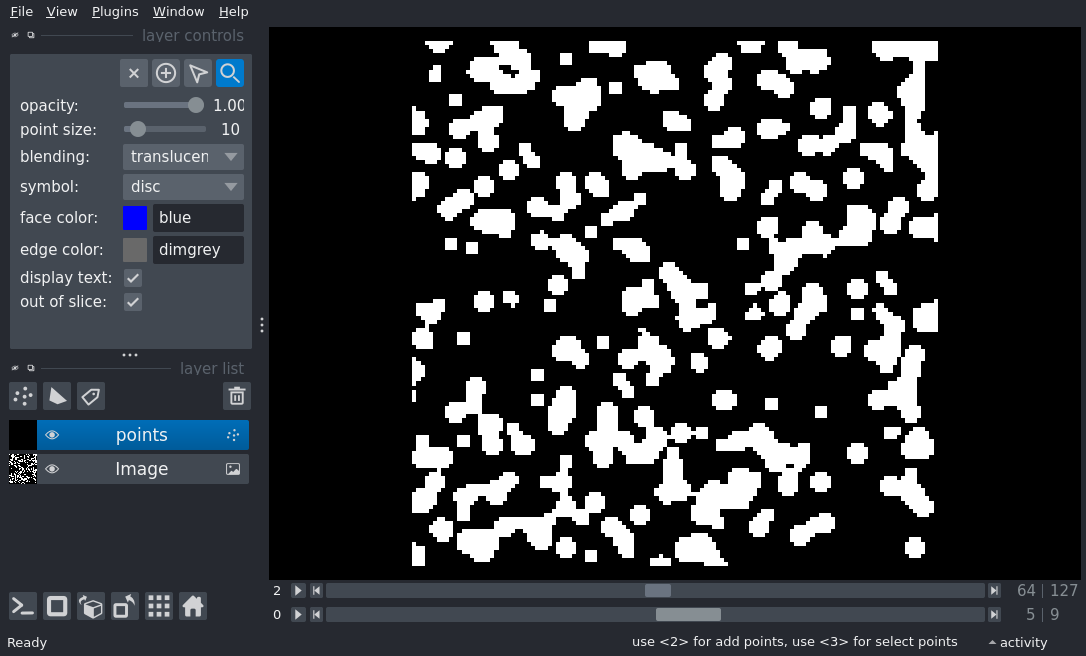 File View Plugins Window Help
layer controls
opacity: 1.00
point size: 10
blending: translucen
symbol: disc
face color: blue
edge color: dimgrey
display text:
out of slice:
layer list
points
Image
2 64 | 127
0 5 | 9
Ready use <2> for add points, use <3> for select points activity